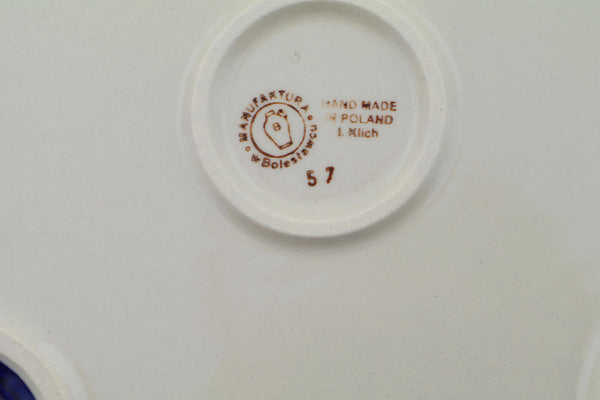 MANUFAKTURA
w Bolesławcu
B
HAND MADE
IN POLAND
I. Klich
57